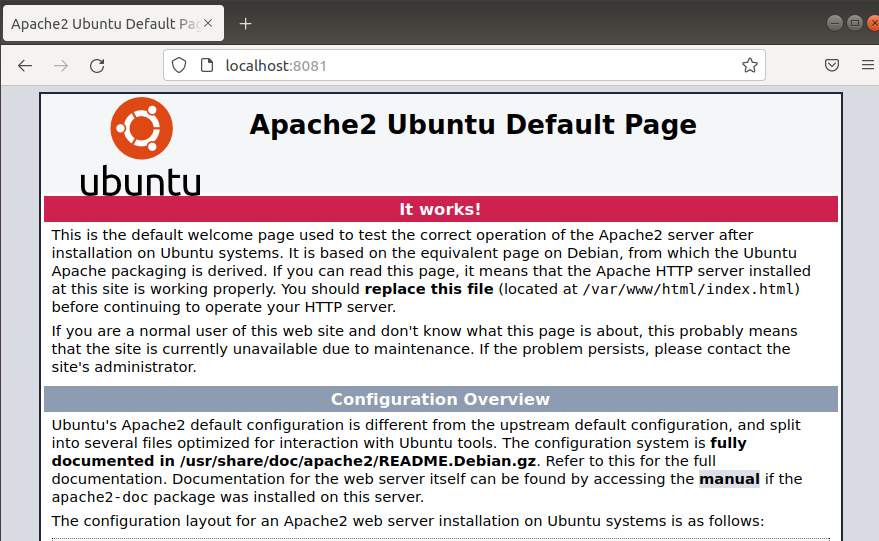 Apache2 Ubuntu Default Pag
localhost:8081
ubuntu
Apache2 Ubuntu Default Page
It works!
This is the default welcome page used to test the correct operation of the Apache2 server after
installation on Ubuntu systems. It is based on the equivalent page on Debian, from which the Ubuntu
Apache packaging is derived. If you can read this page, it means that the Apache HTTP server installed
at this site is working properly. You should replace this file (located at /var/www/html/index.html)
before continuing to operate your HTTP server.
If you are a normal user of this web site and don't know what this page is about, this probably means
that the site is currently unavailable due to maintenance. If the problem persists, please contact the
site's administrator.
Configuration Overview
Ubuntu's Apache2 default configuration is different from the upstream default configuration, and split
into several files optimized for interaction with Ubuntu tools. The configuration system is fully
documented in /usr/share/doc/apache2/README.Debian.gz. Refer to this for the full
documentation. Documentation for the web server itself can be found by accessing the manual if the
apache2-doc package was installed on this server.
The configuration layout for an Apache2 web server installation on Ubuntu systems is as follows: